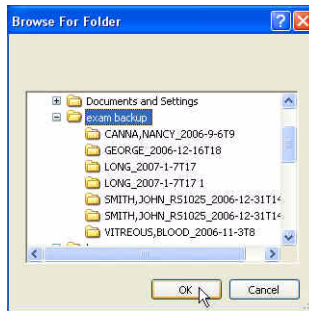 Browse For Folder
Documents and Settings
exam backup
CANNA,NANCY_2006-9-6T9
GEORGE_2006-12-16T18
LONG_2007-1-7T17
LONG_2007-1-7T17 1
SMITH,JOHN_RS1025_2006-12-31T14
SMITH,JOHN_RS1025_2006-12-31T14
VITREOUS,BLOOD_2006-11-3T8
OK
Cancel